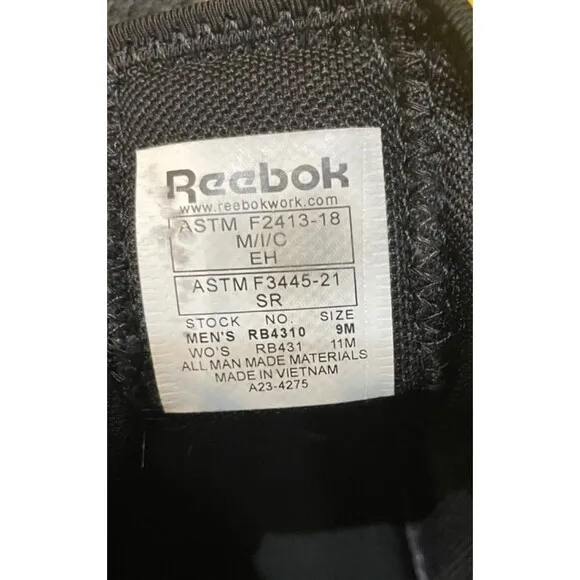 Reebok
www.reebokwork.com
ASTM F2413-18
M/I/C
EH
ASTM F3445-21
SR
STOCK NO. SIZE
MEN'S RB4310 9M
WO'S RB431 11M
ALL MAN MADE MATERIALS
MADE IN VIETNAM
A23-4275